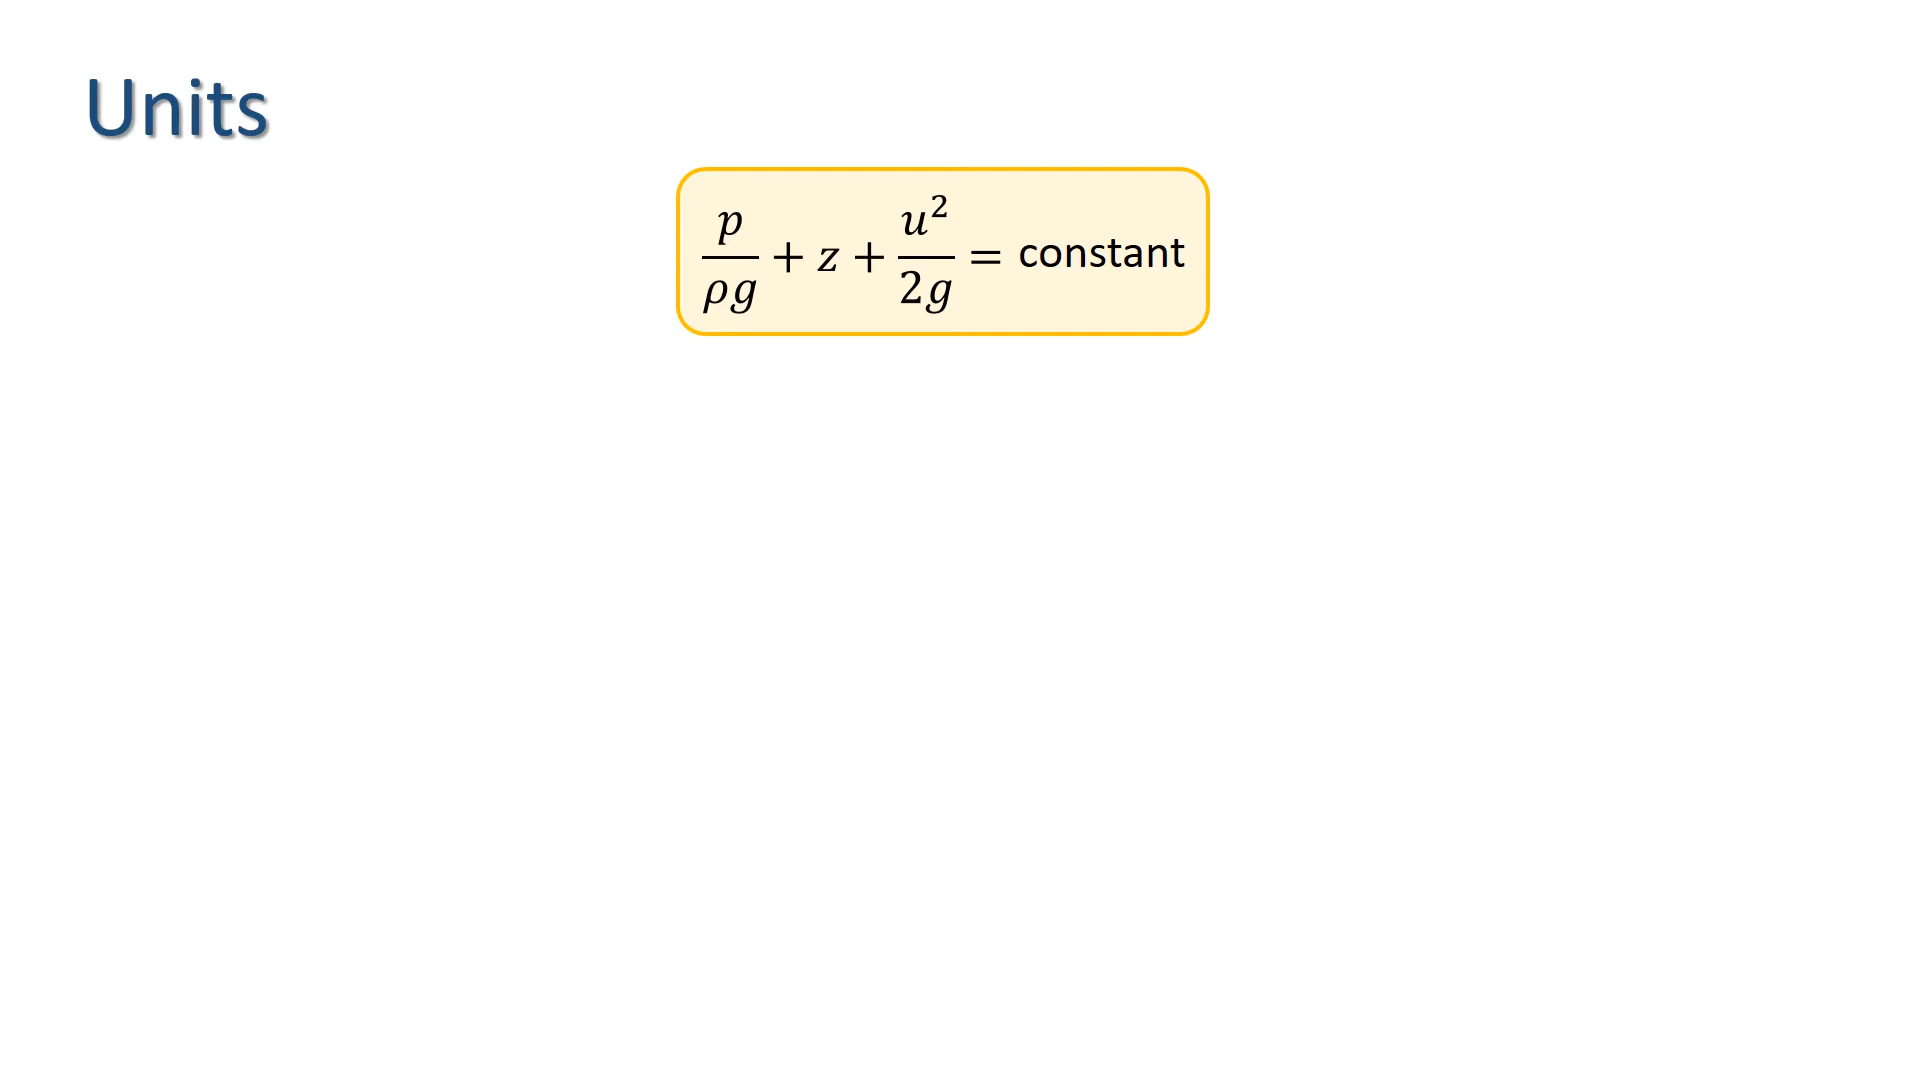 Units
p/ρg + z + u²/2g = constant